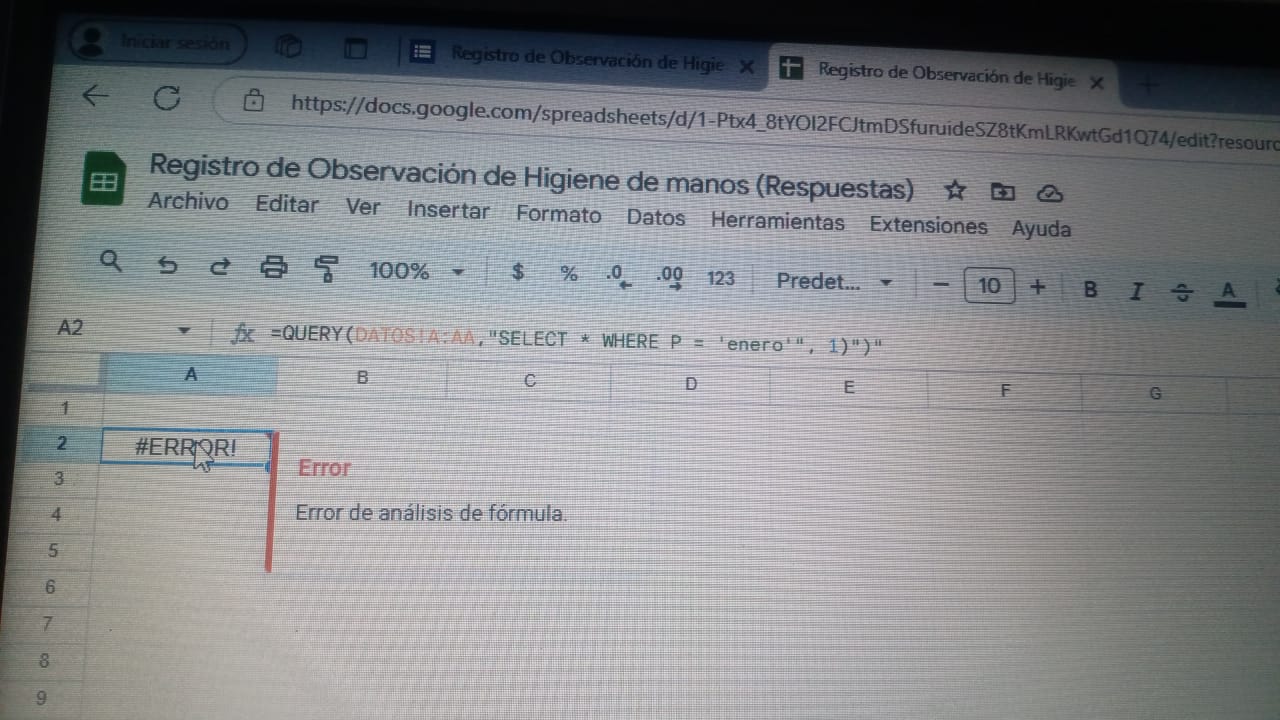 Iniciar sesión
Registro de Observación de Higie
Registro de Observación de Higie
https://docs.google.com/spreadsheets/d/1-Ptx4_8tYOI2FCJtmDSfuruideSZ8tKmLRKwtGd1Q74/edit?resourc
Registro de Observación de Higiene de manos (Respuestas)
Archivo Editar Ver Insertar Formato Datos Herramientas Extensiones Ayuda
100% $ % .0 .00 123 Predet... − 10 + B I S A
A2 fx =QUERY(DATOS!A:AA,"SELECT * WHERE P = 'enero'", 1)")"
A B C D E F G
1
2 #ERROR!
Error
3
4 Error de análisis de fórmula.
5
6
7
8
9